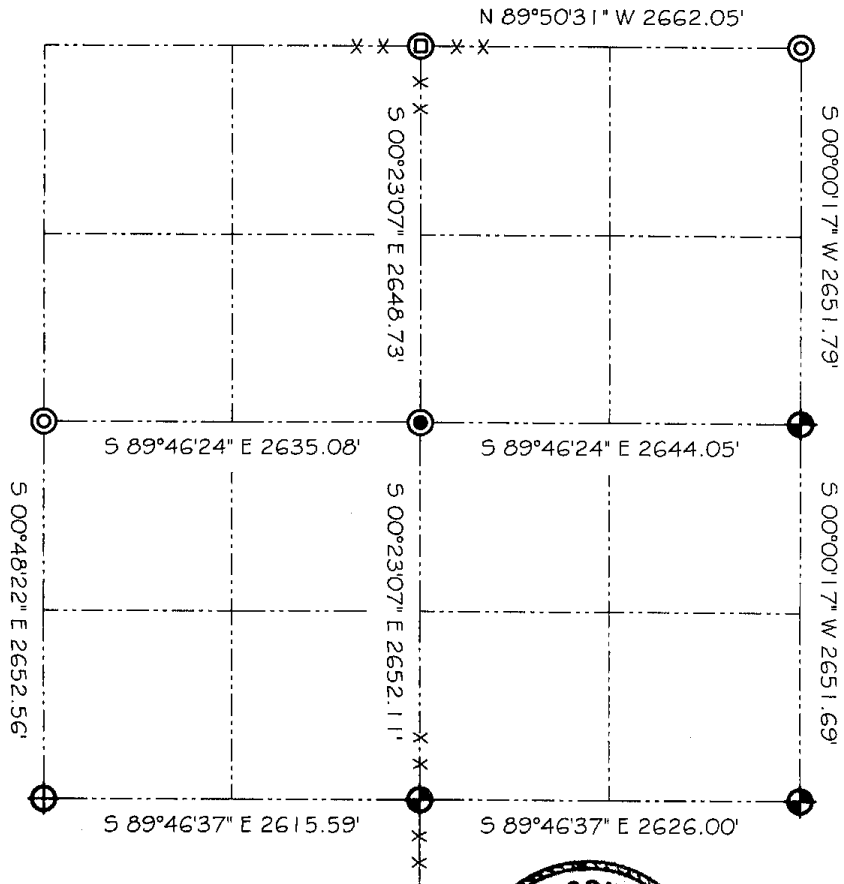 N 89°50'31" W 2662.05'
S 00°23'07" E 2648.73'
S 00°00'17" W 2651.79'
S 89°46'24" E 2635.08'
S 89°46'24" E 2644.05'
S 00°48'22" E 2652.56'
S 00°23'07" E 2652.11'
S 00°00'17" W 2651.69'
S 89°46'37" E 2615.59'
S 89°46'37" E 2626.00'